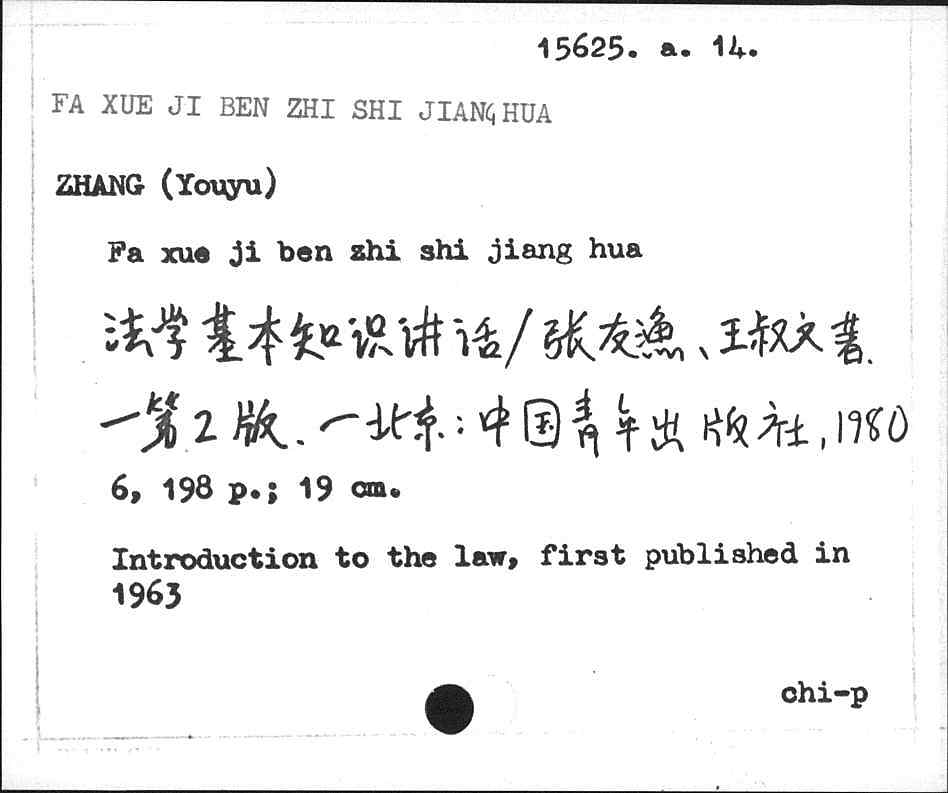 15625. a. 14.
FA XUE JI BEN ZHI SHI JIANG HUA
ZHANG (Youyu)
Fa xue ji ben zhi shi jiang hua
法学基本知识讲话/张友漁、王叔文著.
一第2版.一北京:中国青年出版社,1980
6, 198 p.; 19 cm.
Introduction to the law, first published in
1963
chi-p